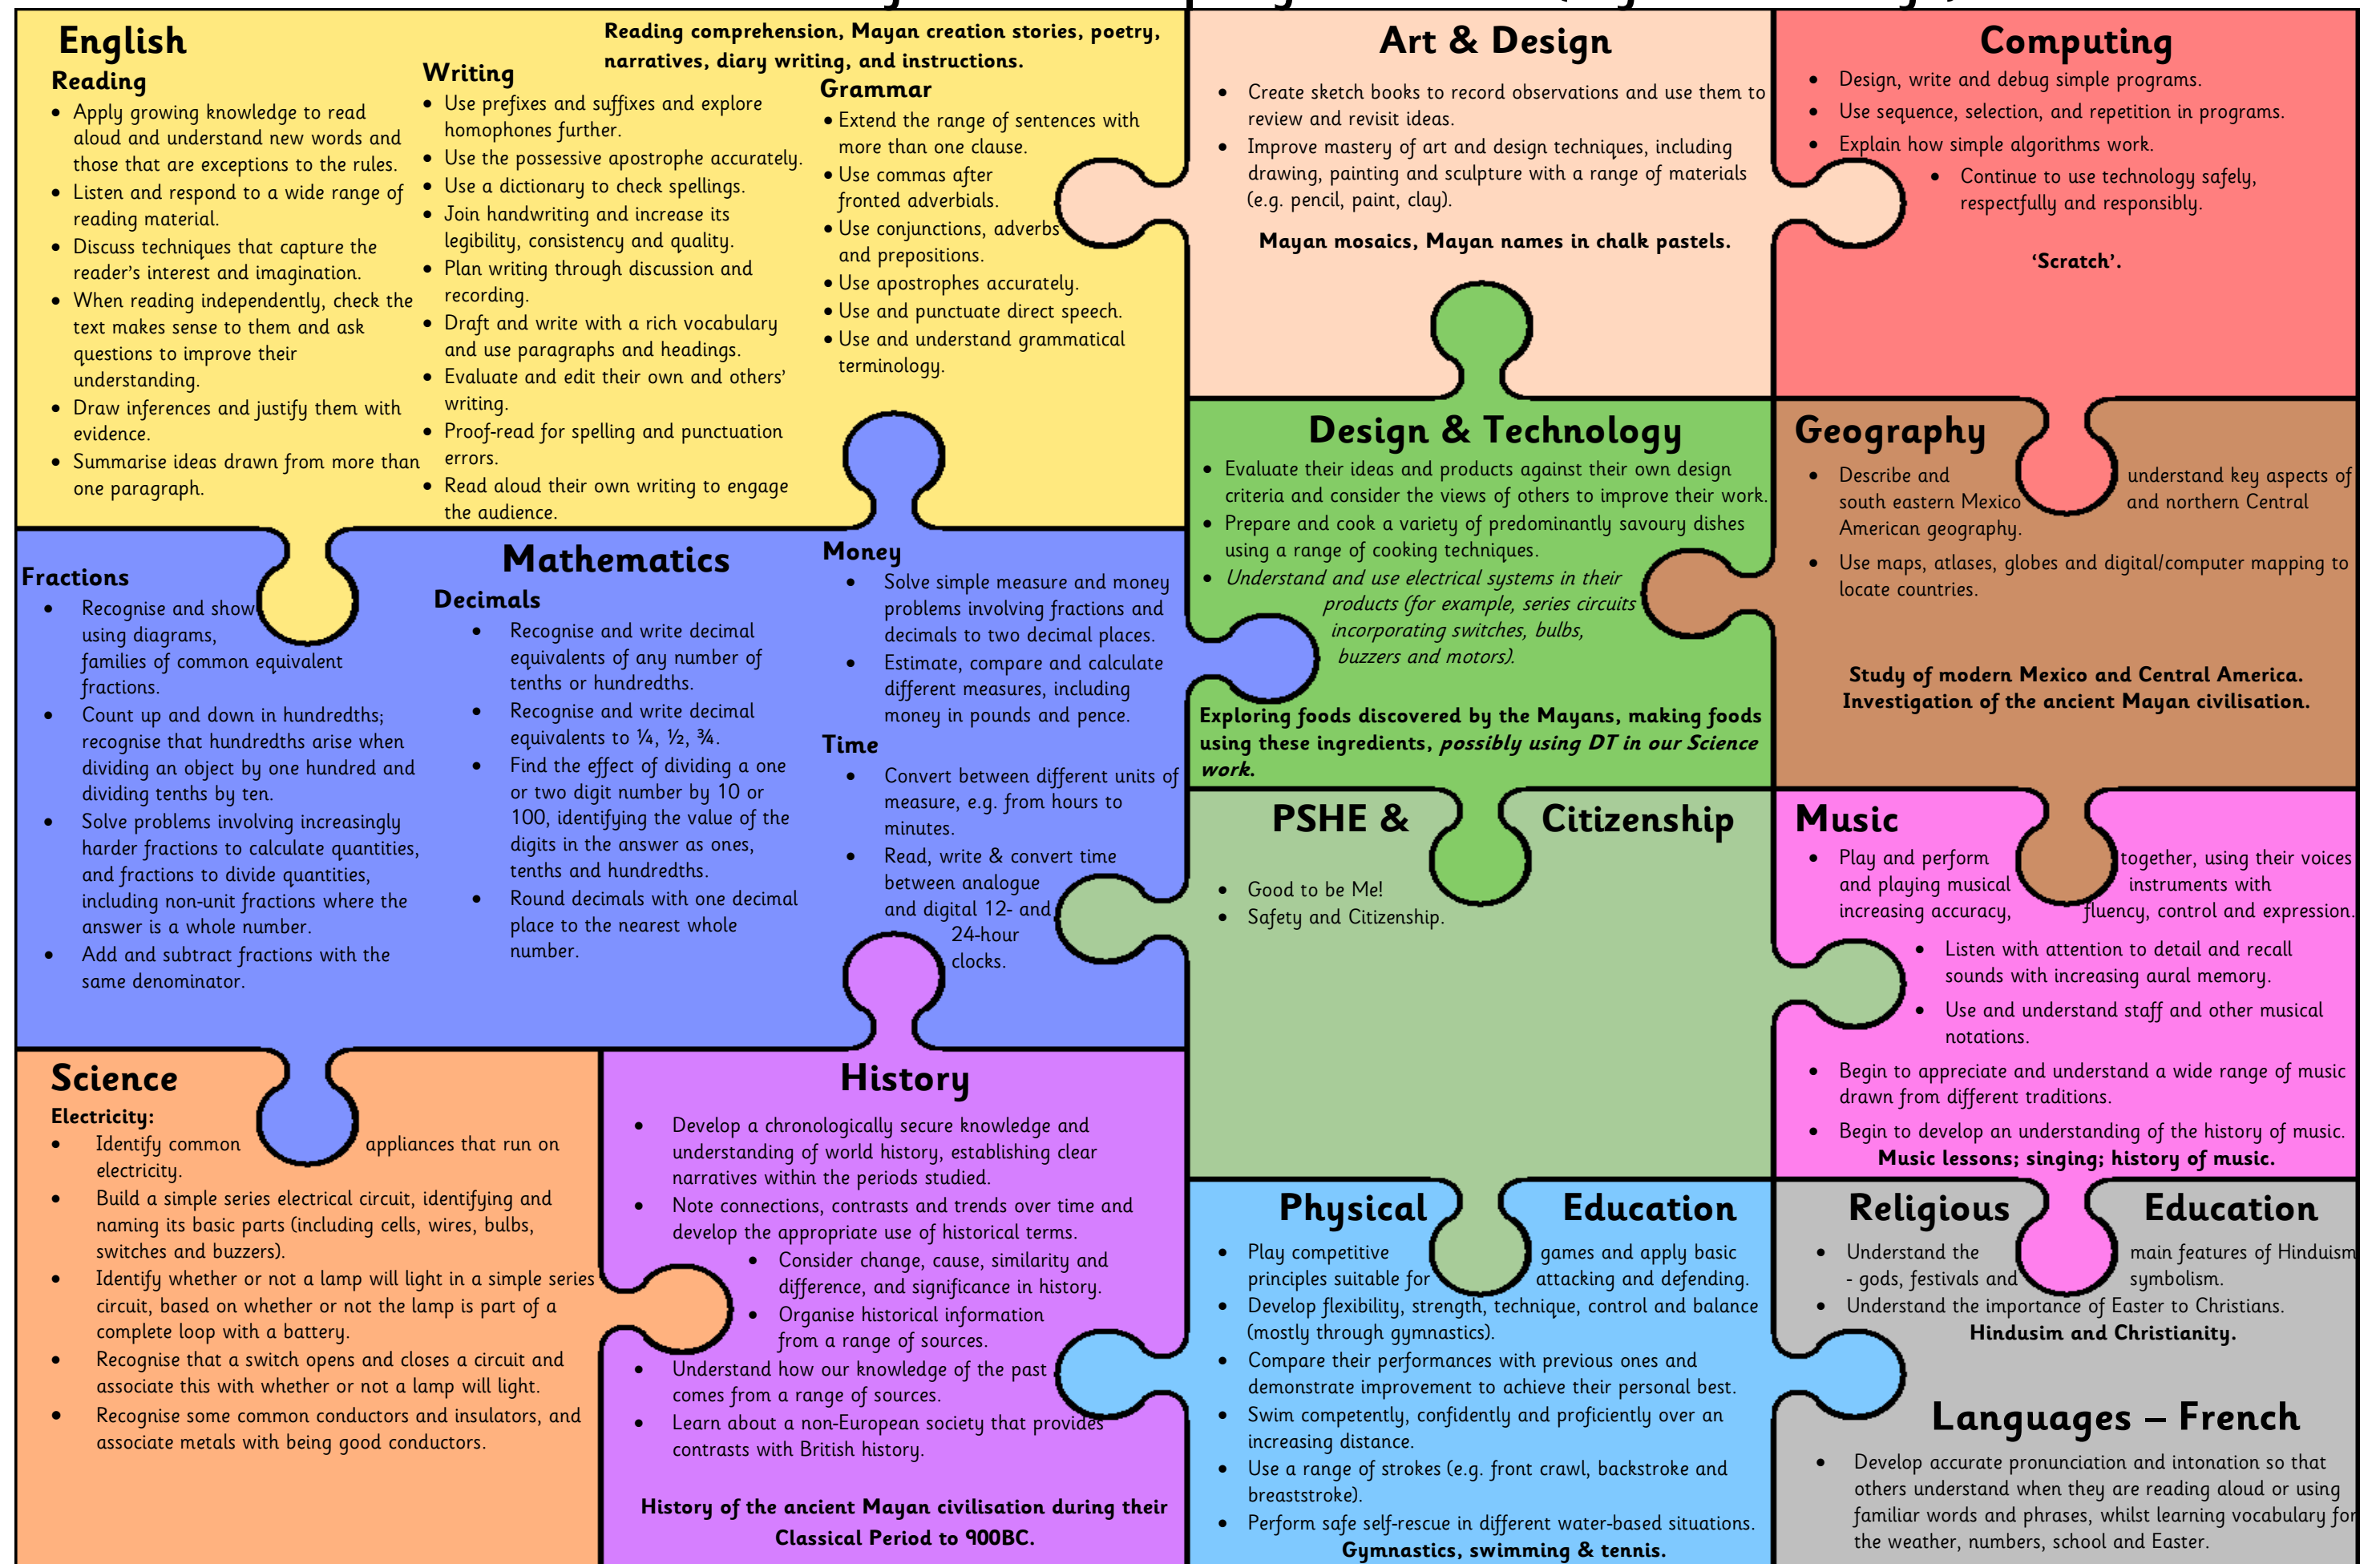 English
Reading comprehension, Mayan creation stories, poetry,
narratives, diary writing, and instructions.
Reading
• Apply growing knowledge to read
aloud and understand new words and
those that are exceptions to the rules.
• Listen and respond to a wide range of
reading material.
• Discuss techniques that capture the
reader's interest and imagination.
• When reading independently, check the
text makes sense to them and ask
questions to improve their
understanding.
• Draw inferences and justify them with
evidence.
• Summarise ideas drawn from more than
one paragraph.
Writing
• Use prefixes and suffixes and explore
homophones further.
• Use the possessive apostrophe accurately.
• Use a dictionary to check spellings.
• Join handwriting and increase its
legibility, consistency and quality.
• Plan writing through discussion and
recording.
• Draft and write with a rich vocabulary
and use paragraphs and headings.
• Evaluate and edit their own and others'
writing.
• Proof-read for spelling and punctuation
errors.
• Read aloud their own writing to engage
the audience.
Grammar
• Extend the range of sentences with
more than one clause.
• Use commas after
fronted adverbials.
• Use conjunctions, adverbs
and prepositions.
• Use apostrophes accurately.
• Use and punctuate direct speech.
• Use and understand grammatical
terminology.
Art & Design
• Create sketch books to record observations and use them to
review and revisit ideas.
• Improve mastery of art and design techniques, including
drawing, painting and sculpture with a range of materials
(e.g. pencil, paint, clay).
Mayan mosaics, Mayan names in chalk pastels.
Computing
• Design, write and debug simple programs.
• Use sequence, selection, and repetition in programs.
• Explain how simple algorithms work.
• Continue to use technology safely,
respectfully and responsibly.
‘Scratch’.
Mathematics
Fractions
• Recognise and show
using diagrams,
families of common equivalent
fractions.
• Count up and down in hundredths;
recognise that hundredths arise when
dividing an object by one hundred and
dividing tenths by ten.
• Solve problems involving increasingly
harder fractions to calculate quantities,
and fractions to divide quantities,
including non-unit fractions where the
answer is a whole number.
• Add and subtract fractions with the
same denominator.
Decimals
• Recognise and write decimal
equivalents of any number of
tenths or hundredths.
• Recognise and write decimal
equivalents to ¼, ½, ¾.
• Find the effect of dividing a one
or two digit number by 10 or
100, identifying the value of the
digits in the answer as ones,
tenths and hundredths.
• Round decimals with one decimal
place to the nearest whole
number.
Money
• Solve simple measure and money
problems involving fractions and
decimals to two decimal places.
• Estimate, compare and calculate
different measures, including
money in pounds and pence.
Time
• Convert between different units of
measure, e.g. from hours to
minutes.
• Read, write & convert time
between analogue
and digital 12- and
24-hour
clocks.
Design & Technology
• Evaluate their ideas and products against their own design
criteria and consider the views of others to improve their work.
• Prepare and cook a variety of predominantly savoury dishes
using a range of cooking techniques.
• Understand and use electrical systems in their
products (for example, series circuits
incorporating switches, bulbs,
buzzers and motors).
Exploring foods discovered by the Mayans, making foods
using these ingredients, possibly using DT in our Science
work.
Geography
• Describe and understand key aspects of
south eastern Mexico and northern Central
American geography.
• Use maps, atlases, globes and digital/computer mapping to
locate countries.
Study of modern Mexico and Central America.
Investigation of the ancient Mayan civilisation.
PSHE & Citizenship
• Good to be Me!
• Safety and Citizenship.
Music
• Play and perform together, using their voices
and playing musical instruments with
increasing accuracy, fluency, control and expression.
• Listen with attention to detail and recall
sounds with increasing aural memory.
• Use and understand staff and other musical
notations.
• Begin to appreciate and understand a wide range of music
drawn from different traditions.
• Begin to develop an understanding of the history of music.
Music lessons; singing; history of music.
Science
Electricity:
• Identify common appliances that run on
electricity.
• Build a simple series electrical circuit, identifying and
naming its basic parts (including cells, wires, bulbs,
switches and buzzers).
• Identify whether or not a lamp will light in a simple series
circuit, based on whether or not the lamp is part of a
complete loop with a battery.
• Recognise that a switch opens and closes a circuit and
associate this with whether or not a lamp will light.
• Recognise some common conductors and insulators, and
associate metals with being good conductors.
History
• Develop a chronologically secure knowledge and
understanding of world history, establishing clear
narratives within the periods studied.
• Note connections, contrasts and trends over time and
develop the appropriate use of historical terms.
• Consider change, cause, similarity and
difference, and significance in history.
• Organise historical information
from a range of sources.
• Understand how our knowledge of the past
comes from a range of sources.
• Learn about a non-European society that provides
contrasts with British history.
History of the ancient Mayan civilisation during their
Classical Period to 900BC.
Physical Education
• Play competitive games and apply basic
principles suitable for attacking and defending.
• Develop flexibility, strength, technique, control and balance
(mostly through gymnastics).
• Compare their performances with previous ones and
demonstrate improvement to achieve their personal best.
• Swim competently, confidently and proficiently over an
increasing distance.
• Use a range of strokes (e.g. front crawl, backstroke and
breaststroke).
• Perform safe self-rescue in different water-based situations.
Gymnastics, swimming & tennis.
Religious Education
• Understand the main features of Hinduism
- gods, festivals and symbolism.
• Understand the importance of Easter to Christians.
Hindusim and Christianity.
Languages – French
• Develop accurate pronunciation and intonation so that
others understand when they are reading aloud or using
familiar words and phrases, whilst learning vocabulary for
the weather, numbers, school and Easter.